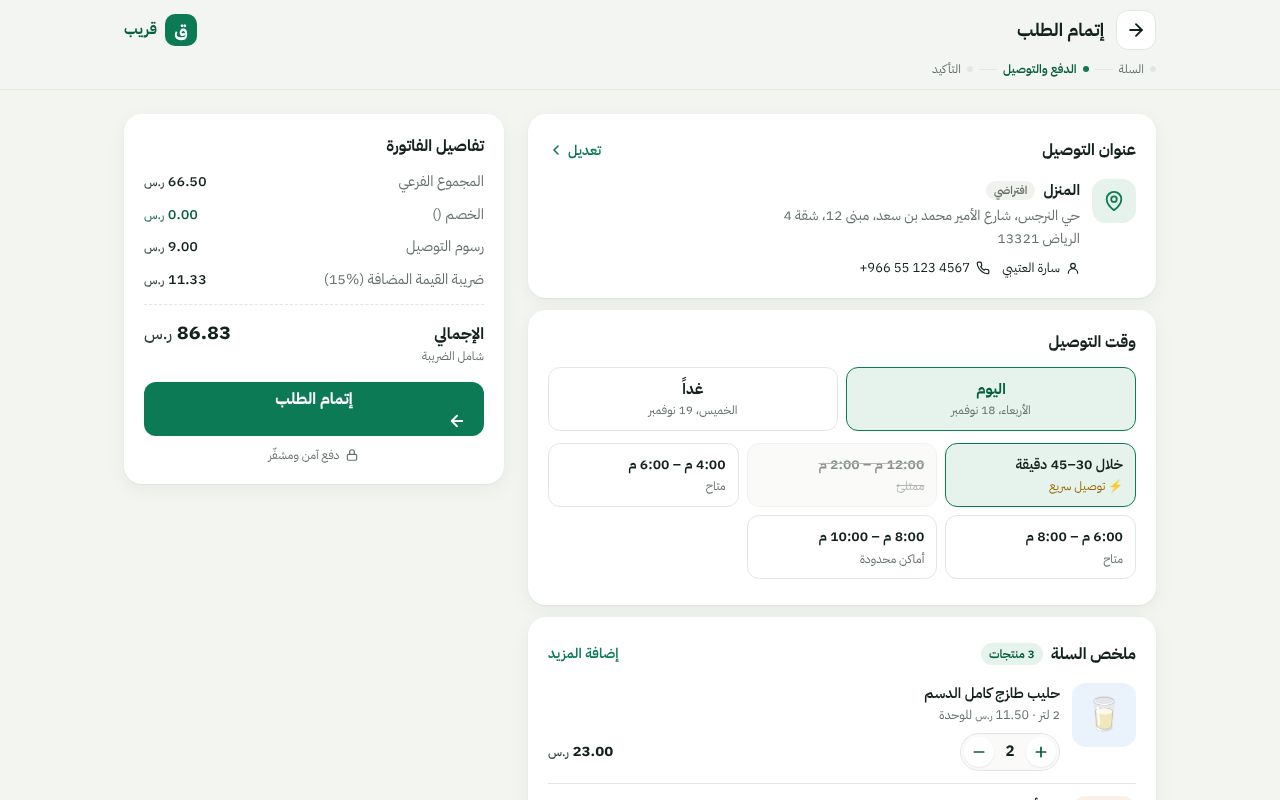 إتمام الطلب
ق قريب
السلة
الدفع والتوصيل
التأكيد
عنوان التوصيل
تعديل
المنزل افتراضي
حي النرجس، شارع الأمير محمد بن سعد، مبنى 12، شقة 4
الرياض 13321
سارة العتيبي +966 55 123 4567
وقت التوصيل
اليوم
الأربعاء، 18 نوفمبر
غداً
الخميس، 19 نوفمبر
خلال 30–45 دقيقة
⚡ توصيل سريع
12:00 م – 2:00 م
ممتلئ
4:00 م – 6:00 م
متاح
6:00 م – 8:00 م
متاح
8:00 م – 10:00 م
أماكن محدودة
ملخص السلة 3 منتجات
إضافة المزيد
حليب طازج كامل الدسم
2 لتر · 11.50 ر.س للوحدة
+ 2 −
23.00 ر.س
تفاصيل الفاتورة
المجموع الفرعي 66.50 ر.س
الخصم () 0.00 ر.س
رسوم التوصيل 9.00 ر.س
ضريبة القيمة المضافة (15%) 11.33 ر.س
الإجمالي 86.83 ر.س
شامل الضريبة
إتمام الطلب
دفع آمن ومشفّر